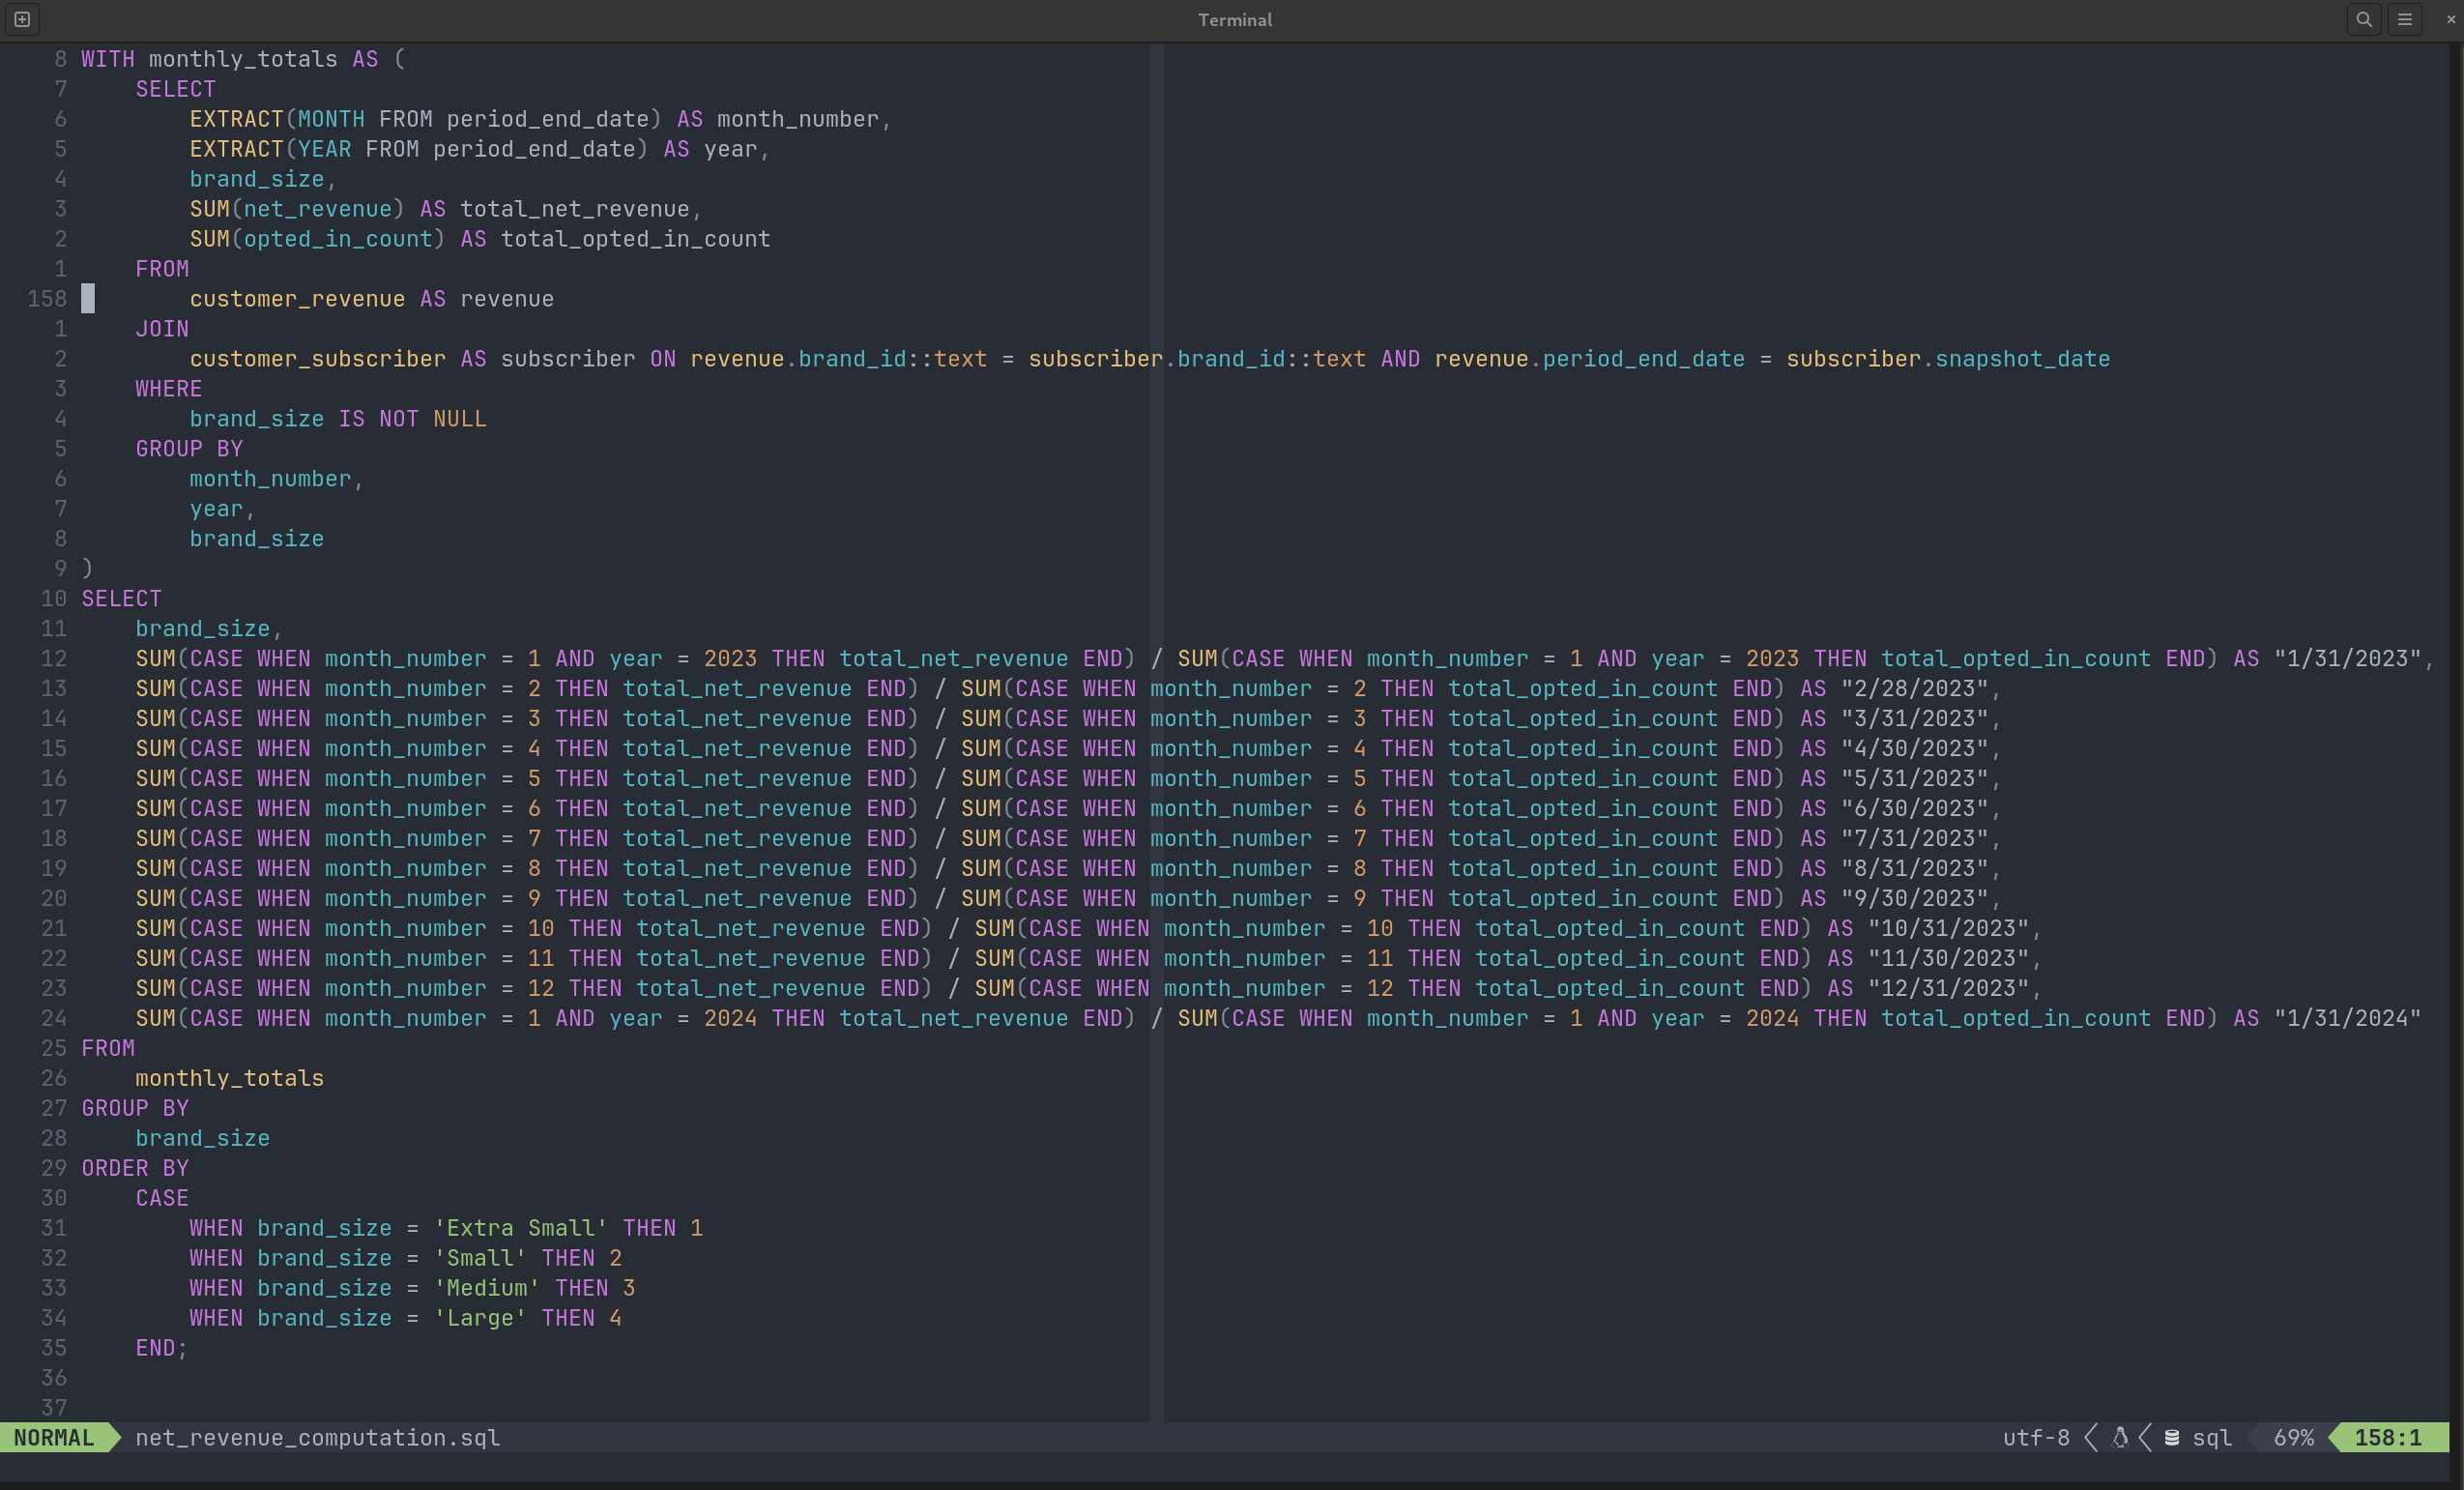 Terminal
8 WITH monthly_totals AS (
7     SELECT
6         EXTRACT(MONTH FROM period_end_date) AS month_number,
5         EXTRACT(YEAR FROM period_end_date) AS year,
4         brand_size,
3         SUM(net_revenue) AS total_net_revenue,
2         SUM(opted_in_count) AS total_opted_in_count
1     FROM
158         customer_revenue AS revenue
1     JOIN
2         customer_subscriber AS subscriber ON revenue.brand_id::text = subscriber.brand_id::text AND revenue.period_end_date = subscriber.snapshot_date
3     WHERE
4         brand_size IS NOT NULL
5     GROUP BY
6         month_number,
7         year,
8         brand_size
9 )
10 SELECT
11     brand_size,
12     SUM(CASE WHEN month_number = 1 AND year = 2023 THEN total_net_revenue END) / SUM(CASE WHEN month_number = 1 AND year = 2023 THEN total_opted_in_count END) AS "1/31/2023",
13     SUM(CASE WHEN month_number = 2 THEN total_net_revenue END) / SUM(CASE WHEN month_number = 2 THEN total_opted_in_count END) AS "2/28/2023",
14     SUM(CASE WHEN month_number = 3 THEN total_net_revenue END) / SUM(CASE WHEN month_number = 3 THEN total_opted_in_count END) AS "3/31/2023",
15     SUM(CASE WHEN month_number = 4 THEN total_net_revenue END) / SUM(CASE WHEN month_number = 4 THEN total_opted_in_count END) AS "4/30/2023",
16     SUM(CASE WHEN month_number = 5 THEN total_net_revenue END) / SUM(CASE WHEN month_number = 5 THEN total_opted_in_count END) AS "5/31/2023",
17     SUM(CASE WHEN month_number = 6 THEN total_net_revenue END) / SUM(CASE WHEN month_number = 6 THEN total_opted_in_count END) AS "6/30/2023",
18     SUM(CASE WHEN month_number = 7 THEN total_net_revenue END) / SUM(CASE WHEN month_number = 7 THEN total_opted_in_count END) AS "7/31/2023",
19     SUM(CASE WHEN month_number = 8 THEN total_net_revenue END) / SUM(CASE WHEN month_number = 8 THEN total_opted_in_count END) AS "8/31/2023",
20     SUM(CASE WHEN month_number = 9 THEN total_net_revenue END) / SUM(CASE WHEN month_number = 9 THEN total_opted_in_count END) AS "9/30/2023",
21     SUM(CASE WHEN month_number = 10 THEN total_net_revenue END) / SUM(CASE WHEN month_number = 10 THEN total_opted_in_count END) AS "10/31/2023",
22     SUM(CASE WHEN month_number = 11 THEN total_net_revenue END) / SUM(CASE WHEN month_number = 11 THEN total_opted_in_count END) AS "11/30/2023",
23     SUM(CASE WHEN month_number = 12 THEN total_net_revenue END) / SUM(CASE WHEN month_number = 12 THEN total_opted_in_count END) AS "12/31/2023",
24     SUM(CASE WHEN month_number = 1 AND year = 2024 THEN total_net_revenue END) / SUM(CASE WHEN month_number = 1 AND year = 2024 THEN total_opted_in_count END) AS "1/31/2024"
25 FROM
26     monthly_totals
27 GROUP BY
28     brand_size
29 ORDER BY
30     CASE
31         WHEN brand_size = 'Extra Small' THEN 1
32         WHEN brand_size = 'Small' THEN 2
33         WHEN brand_size = 'Medium' THEN 3
34         WHEN brand_size = 'Large' THEN 4
35     END;
36
37
NORMAL net_revenue_computation.sql utf-8 sql 69% 158:1